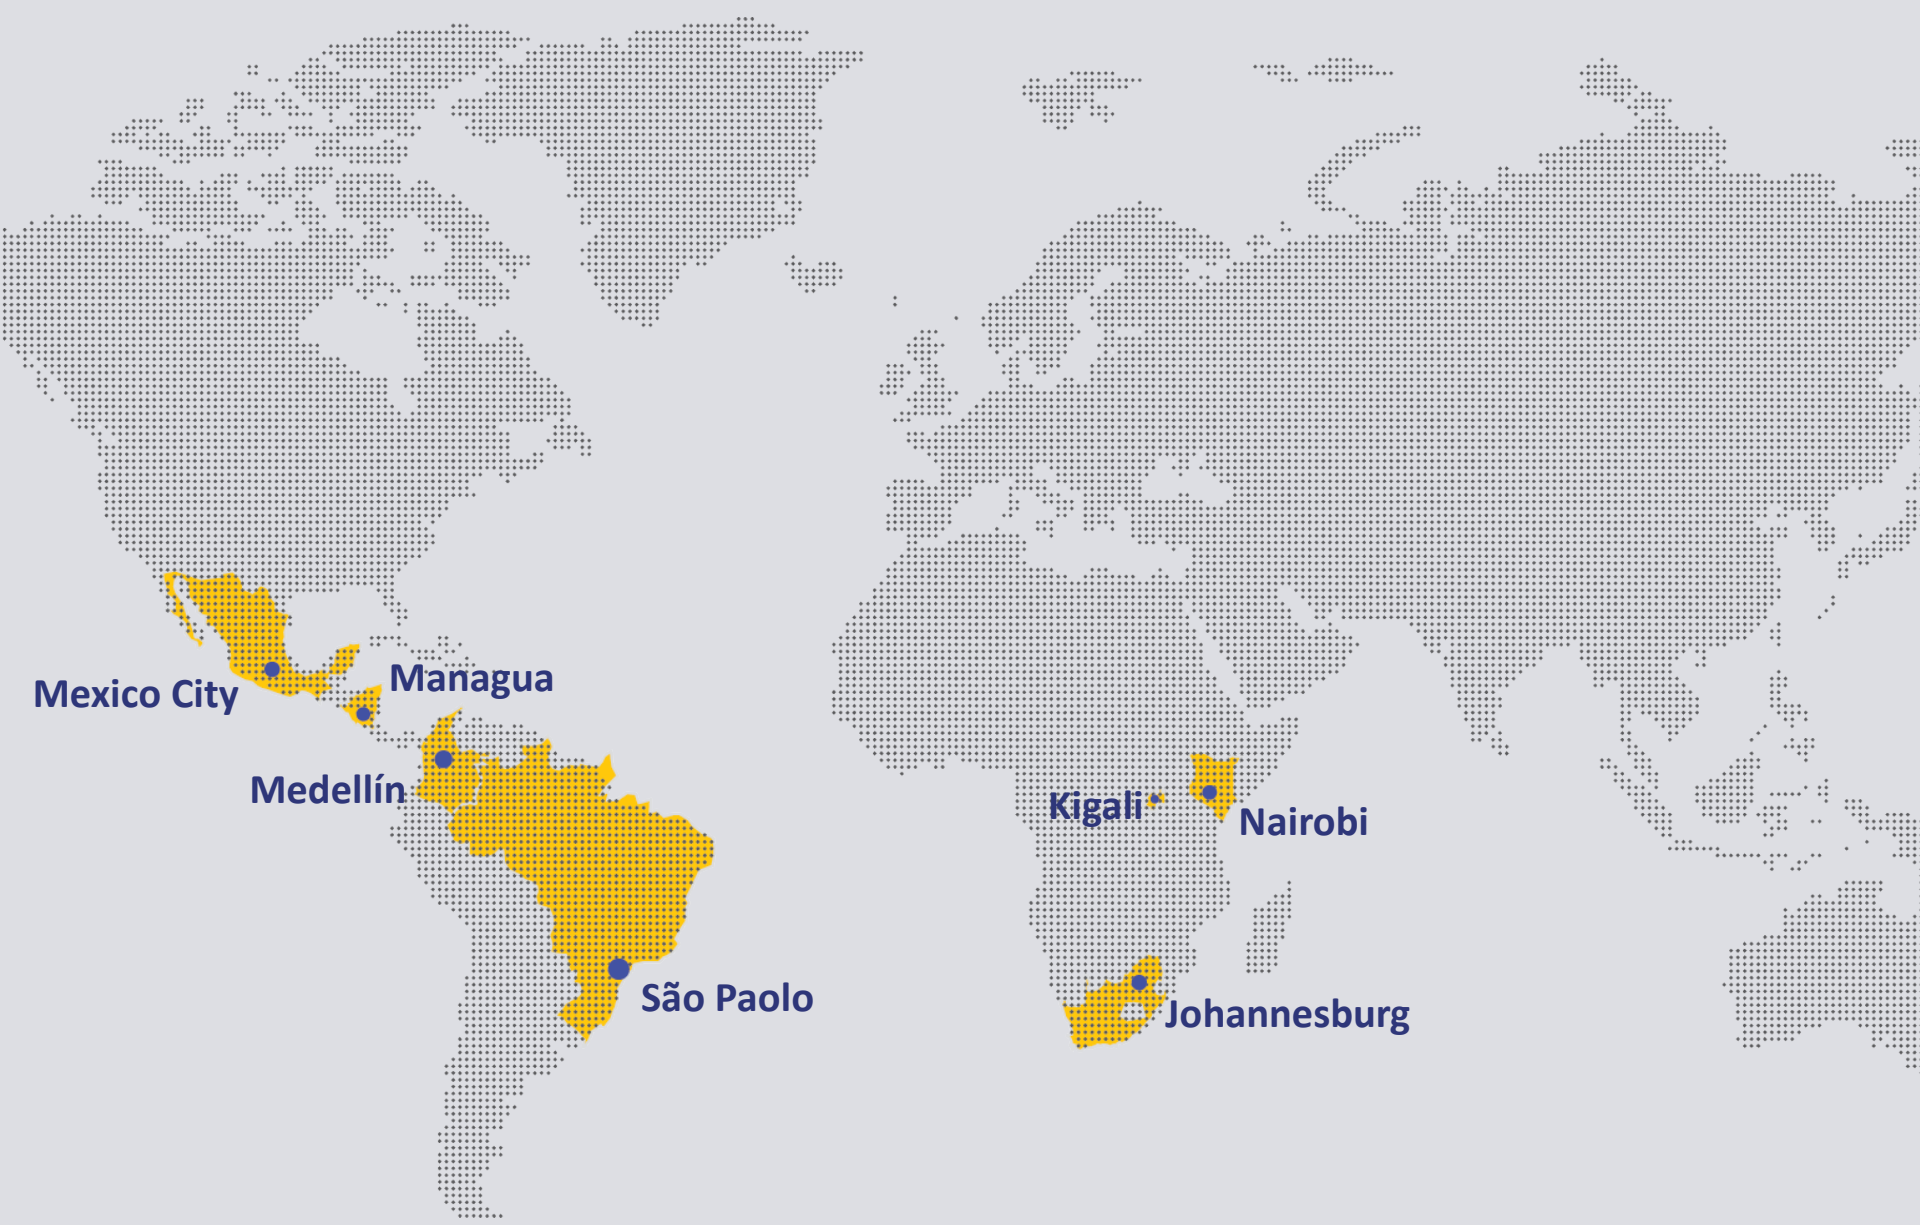 Managua
Mexico City
Medellín
Kigali
Nairobi
São Paolo
Johannesburg